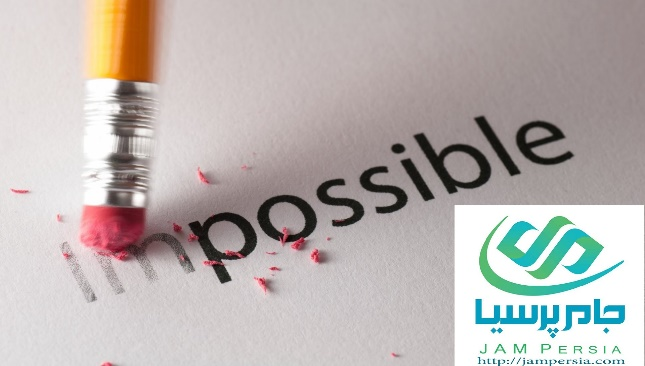 Impossible
جام پرسیا
JAM PERSIA
http://jampersia.com